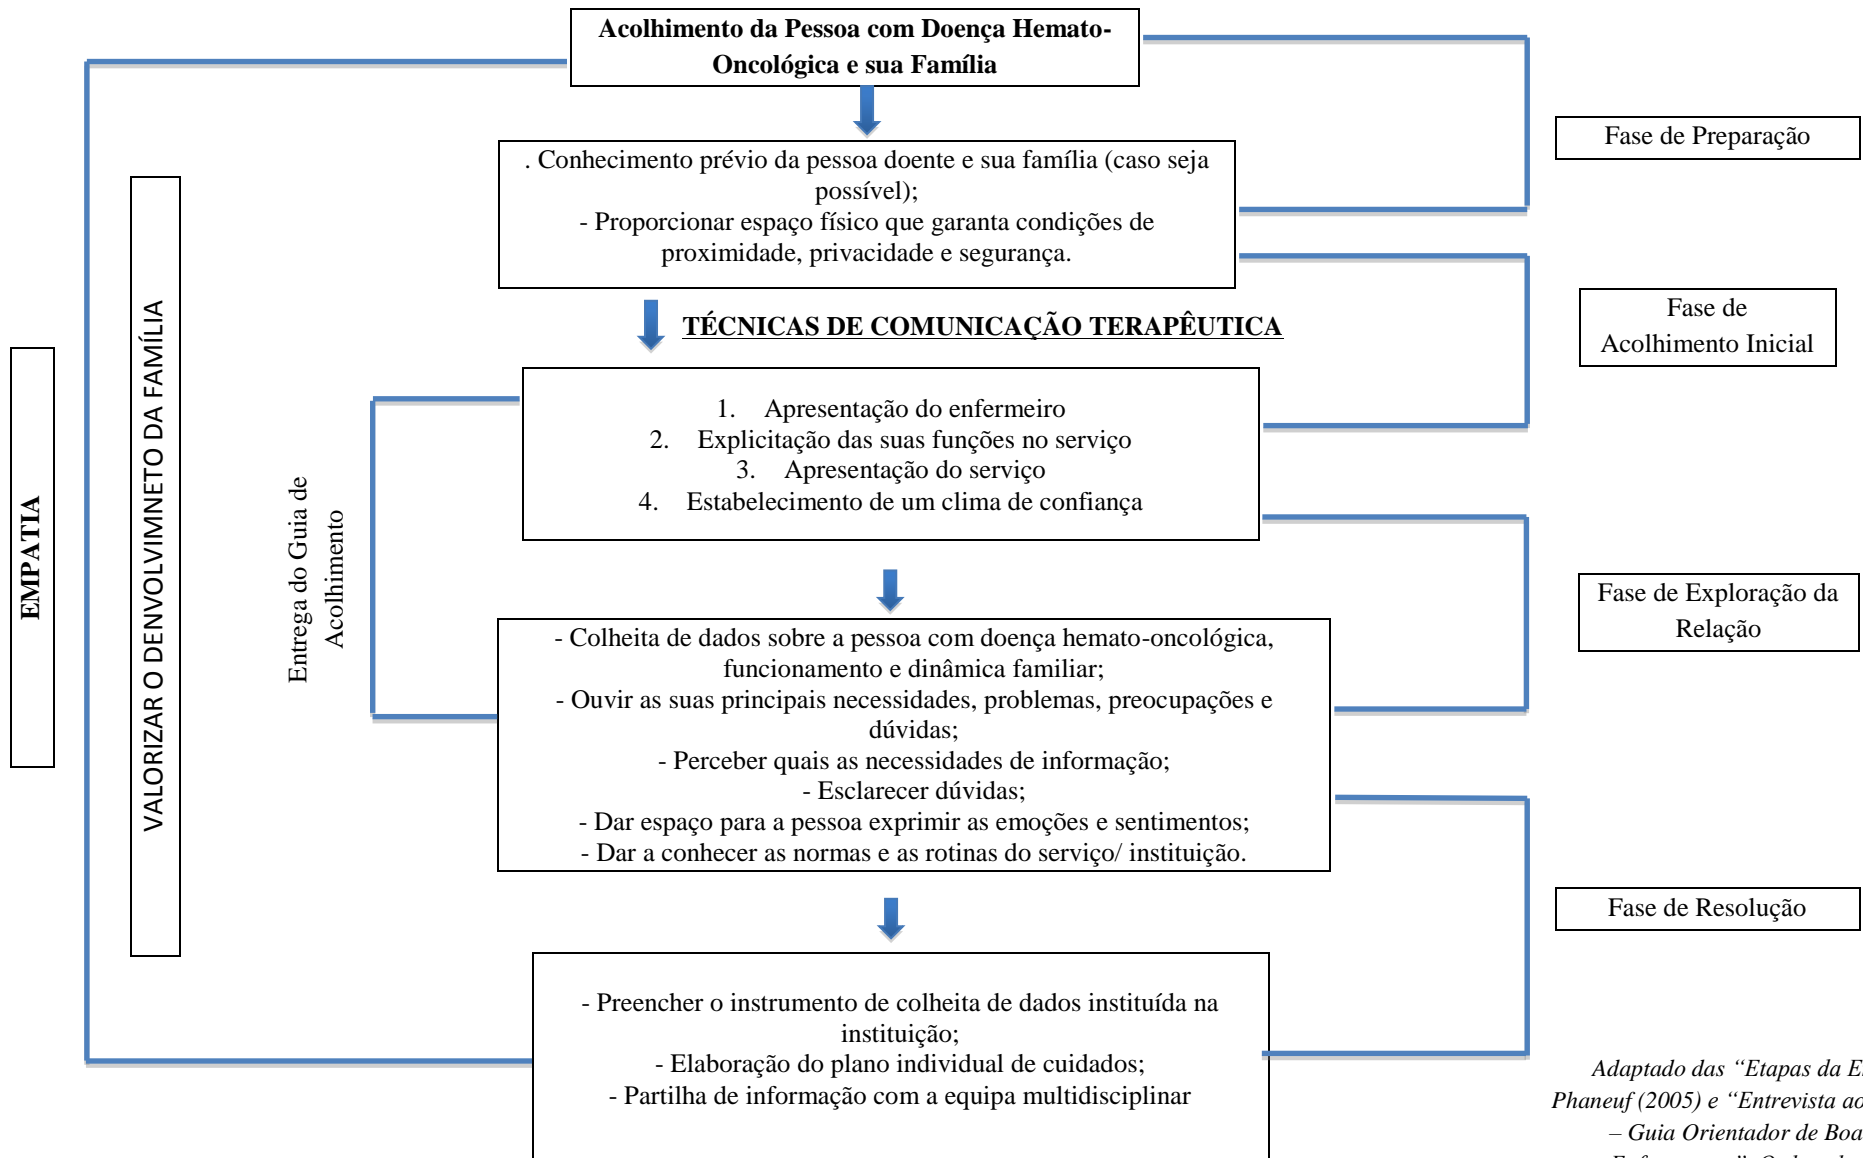 Acolhimento da Pessoa com Doença Hemato-
Oncológica e sua Família
Fase de Preparação
. Conhecimento prévio da pessoa doente e sua família (caso seja
possível);
- Proporcionar espaço físico que garanta condições de
proximidade, privacidade e segurança.
Fase de
Acolhimento Inicial
TÉCNICAS DE COMUNICAÇÃO TERAPÊUTICA
EMPATIA
VALORIZAR O DENVOLVIMNETO DA FAMÍLIA
Entrega do Guia de
Acolhimento
1. Apresentação do enfermeiro
2. Explicitação das suas funções no serviço
3. Apresentação do serviço
4. Estabelecimento de um clima de confiança
Fase de Exploração da
Relação
- Colheita de dados sobre a pessoa com doença hemato-oncológica,
funcionamento e dinâmica familiar;
- Ouvir as suas principais necessidades, problemas, preocupações e
dúvidas;
- Perceber quais as necessidades de informação;
- Esclarecer dúvidas;
- Dar espaço para a pessoa exprimir as emoções e sentimentos;
- Dar a conhecer as normas e as rotinas do serviço/ instituição.
Fase de Resolução
- Preencher o instrumento de colheita de dados instituída na
instituição;
- Elaboração do plano individual de cuidados;
- Partilha de informação com a equipa multidisciplinar
Adaptado das “Etapas da
Phaneuf (2005) e “Entrevista ao
– Guia Orientador de Boa